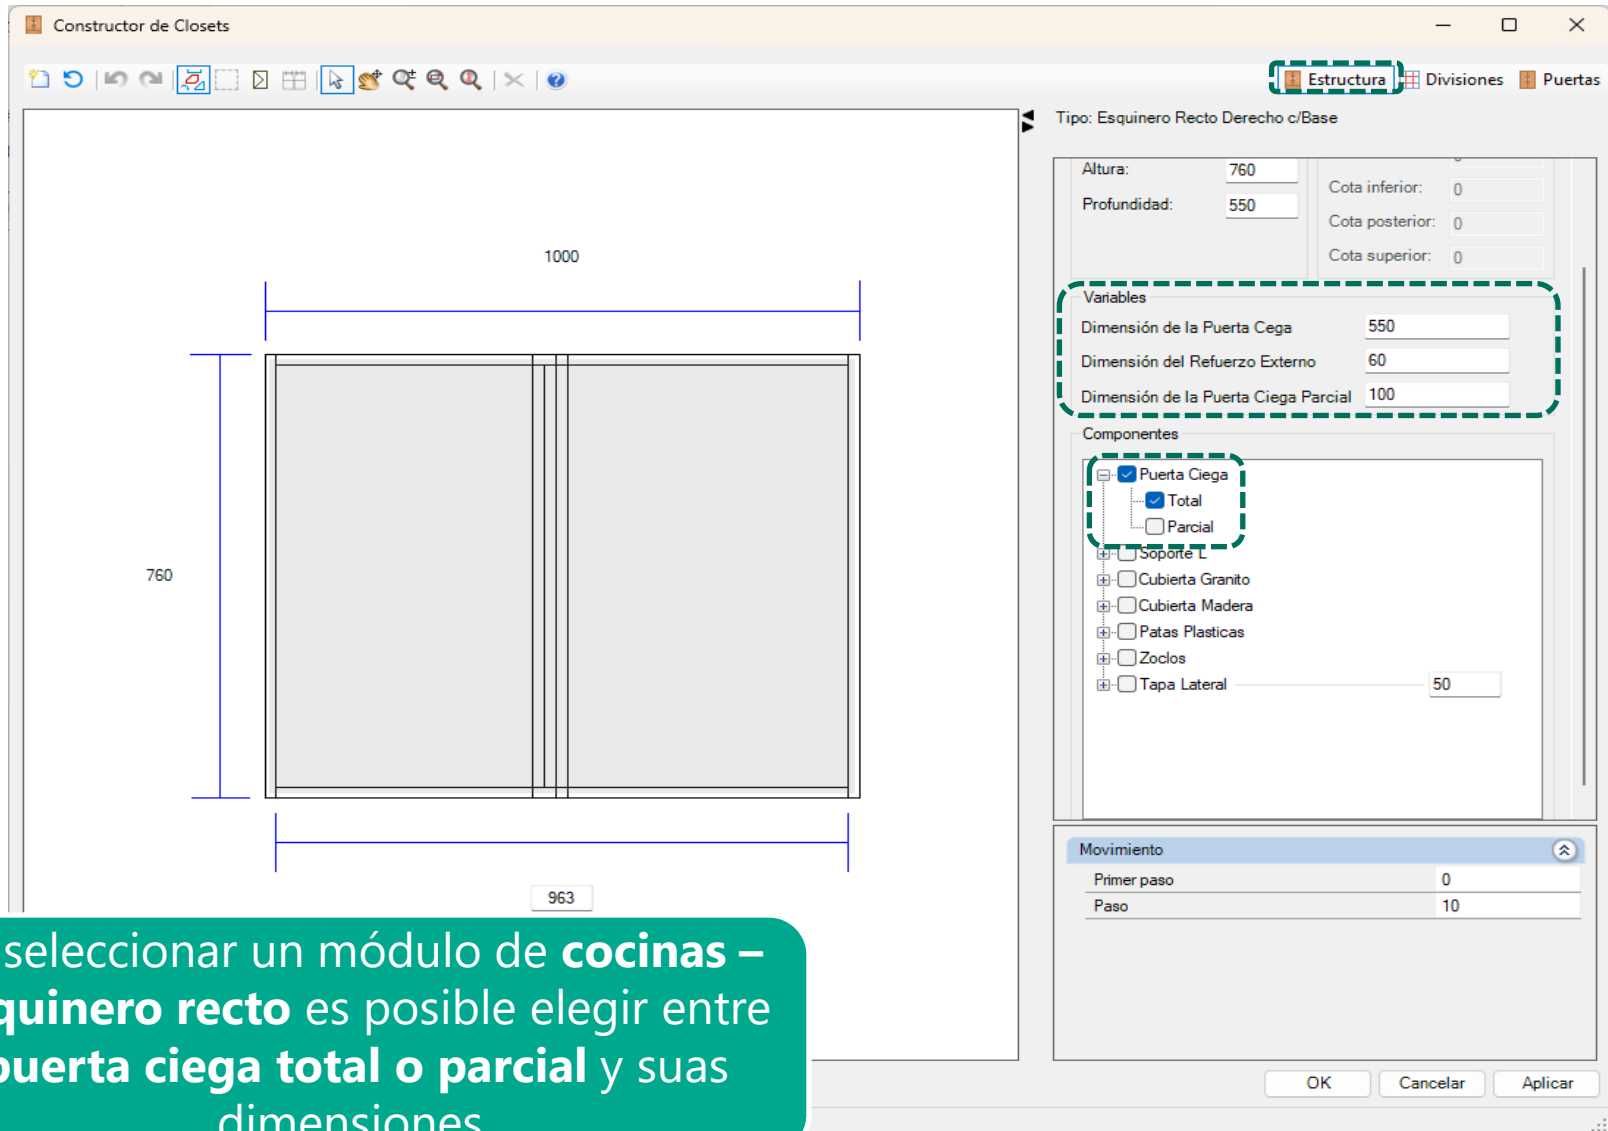 Constructor de Closets
Estructura
Divisiones
Puertas
Tipo: Esquinero Recto Derecho c/Base
Altura:
760
Profundidad:
550
Cota inferior:
0
Cota posterior:
0
Cota superior:
0
Variables
Dimensión de la Puerta Cega
550
Dimensión del Refuerzo Externo
60
Dimensión de la Puerta Ciega Parcial
100
Componentes
Puerta Ciega
Total
Parcial
Soporte L
Cubierta Granito
Cubierta Madera
Patas Plasticas
Zoclos
Tapa Lateral
50
1000
760
963
Movimiento
Primer paso
0
Paso
10
seleccionar un módulo de cocinas –
quinero recto es posible elegir entre
puerta ciega total o parcial y suas
dimensiones
OK
Cancelar
Aplicar